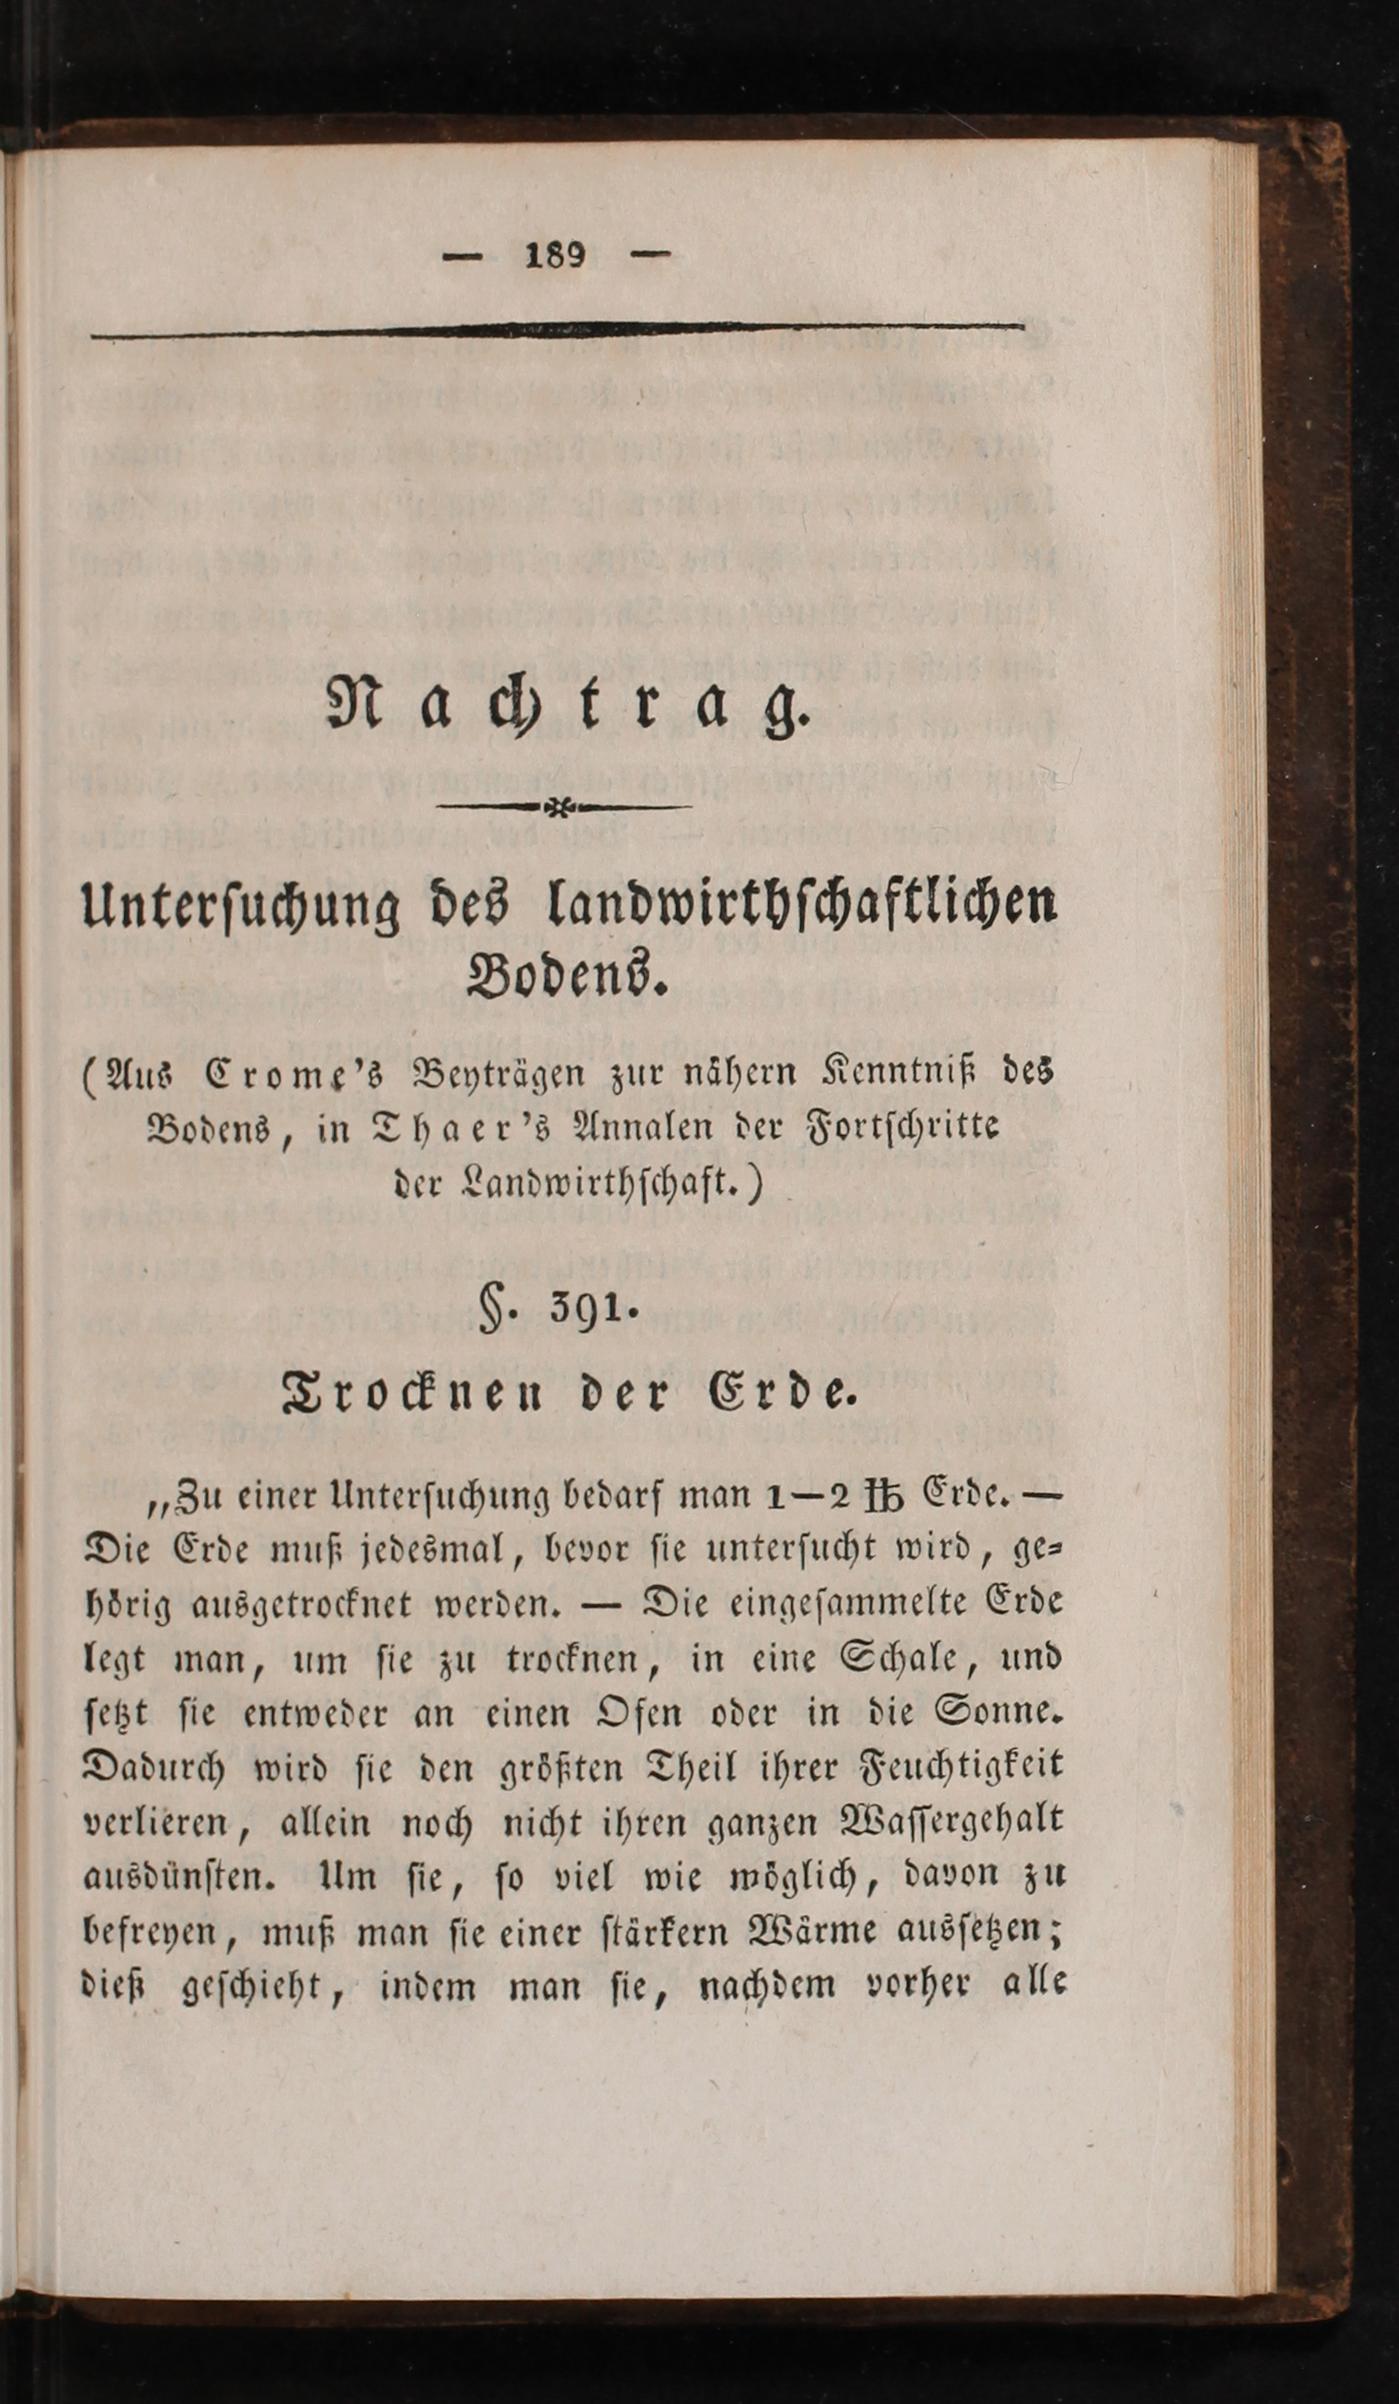 — 189 —
Nachtrag.
Unterſuchung des landwirthſchaftlichen
Bodens.
(Aus Crome's Beyträgen zur nähern Kenntniß des
Bodens, in Thaer's Annalen der Fortſchritte
der Landwirthſchaft.)
§. 391.
Trocknen der Erde.
„Zu einer Unterſuchung bedarf man 1—2 ℔ Erde. —
Die Erde muß jedesmal, bevor ſie unterſucht wird, ge⸗
hörig ausgetrocknet werden. — Die eingeſammelte Erde
legt man, um ſie zu trocknen, in eine Schale, und
ſetzt ſie entweder an einen Ofen oder in die Sonne.
Dadurch wird ſie den größten Theil ihrer Feuchtigkeit
verlieren, allein noch nicht ihren ganzen Waſſergehalt
ausdünſten. Um ſie, ſo viel wie möglich, davon zu
befreyen, muß man ſie einer ſtärkern Wärme ausſetzen;
dieß geſchieht, indem man ſie, nachdem vorher alle